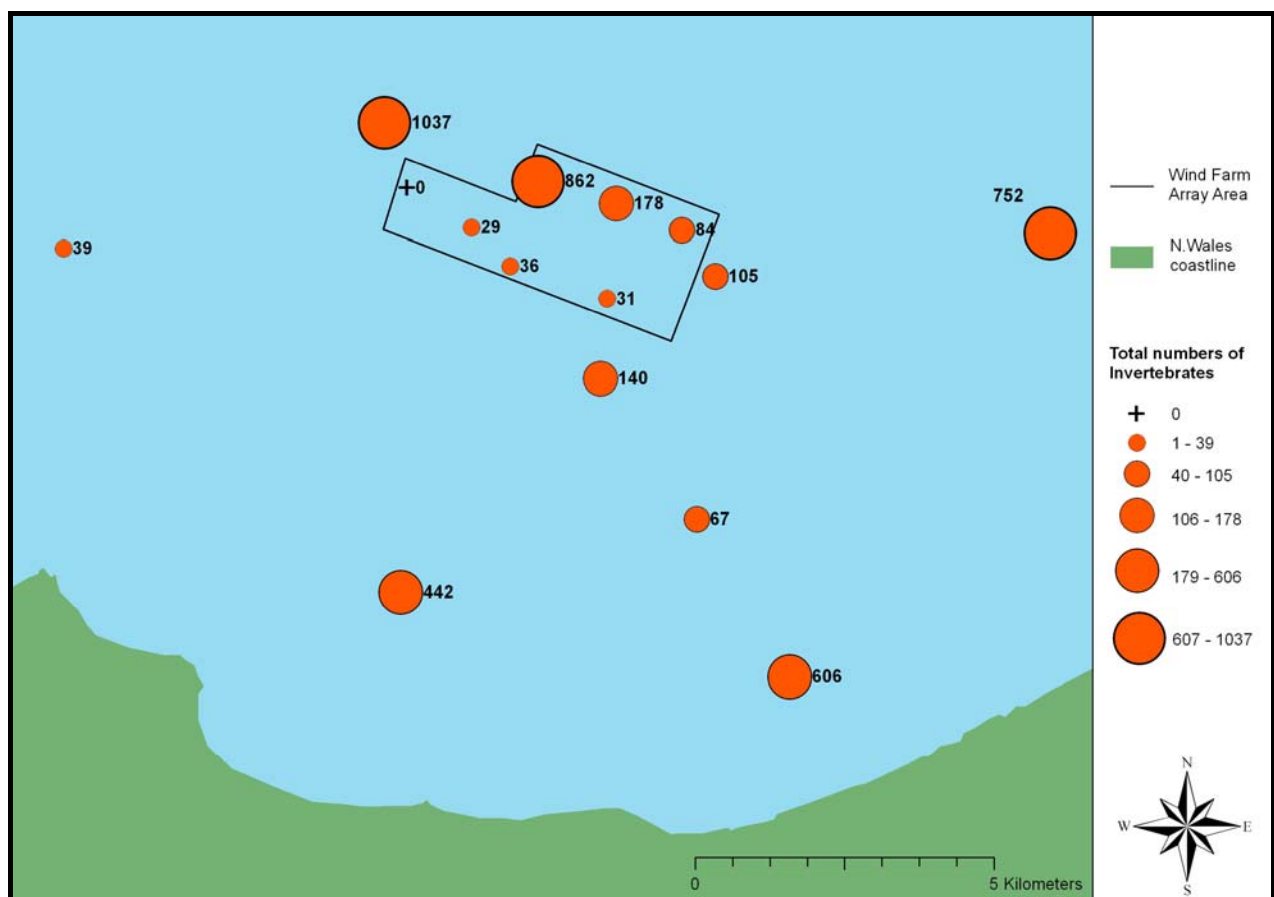 1037
0
862
178
752
29
84
39
36
105
31
140
67
442
606
0
5 Kilometers
Wind Farm
Array Area
N.Wales
coastline
Total numbers of
Invertebrates
0
1 - 39
40 - 105
106 - 178
179 - 606
607 - 1037
N
W
E
S